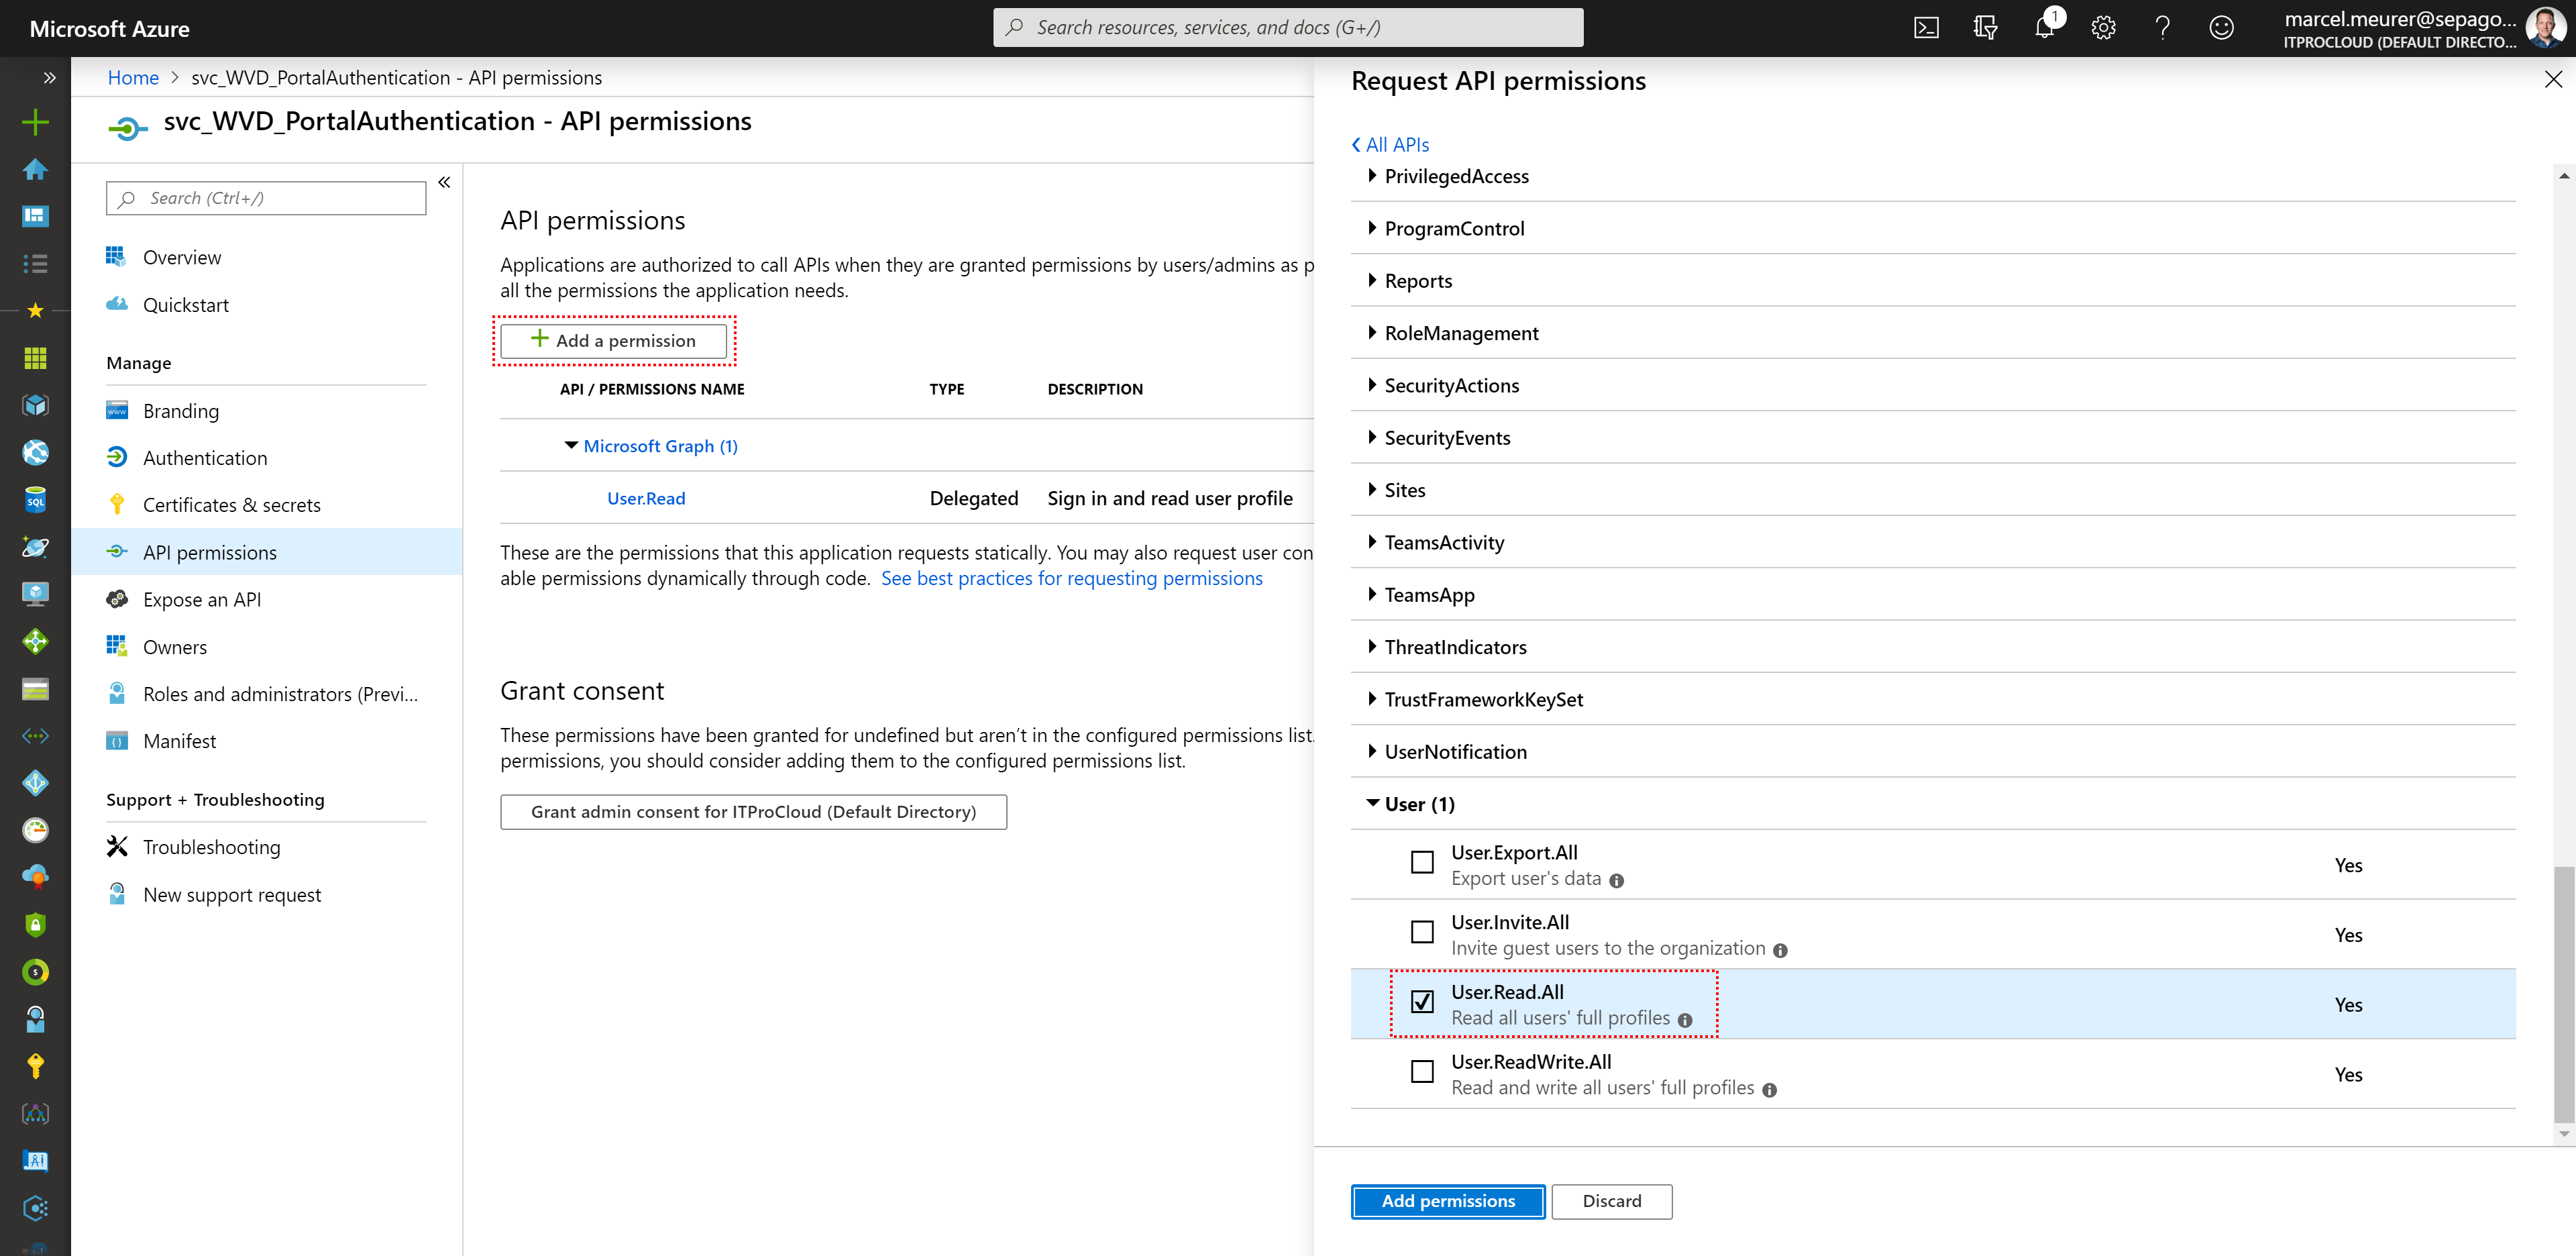 Microsoft Azure
Search resources, services, and docs (G+/)
1
marcel.meurer@sepago...
ITPROCLOUD (DEFAULT DIRECTO...
Home > svc_WVD_PortalAuthentication - API permissions
svc_WVD_PortalAuthentication - API permissions
Search (Ctrl+/)
Overview
Quickstart
Manage
Branding
Authentication
Certificates & secrets
API permissions
Expose an API
Owners
Roles and administrators (Previ...
Manifest
Support + Troubleshooting
Troubleshooting
New support request
API permissions
Applications are authorized to call APIs when they are granted permissions by users/admins as p
all the permissions the application needs.
Add a permission
API / PERMISSIONS NAME TYPE DESCRIPTION
Microsoft Graph (1)
User.Read Delegated Sign in and read user profile
These are the permissions that this application requests statically. You may also request user con
able permissions dynamically through code. See best practices for requesting permissions
Grant consent
These permissions have been granted for undefined but aren't in the configured permissions list.
permissions, you should consider adding them to the configured permissions list.
Grant admin consent for ITProCloud (Default Directory)
Request API permissions
All APIs
PrivilegedAccess
ProgramControl
Reports
RoleManagement
SecurityActions
SecurityEvents
Sites
TeamsActivity
TeamsApp
ThreatIndicators
TrustFrameworkKeySet
UserNotification
User (1)
User.Export.All
Export user's data
Yes
User.Invite.All
Invite guest users to the organization
Yes
User.Read.All
Read all users' full profiles
Yes
User.ReadWrite.All
Read and write all users' full profiles
Yes
Add permissions
Discard